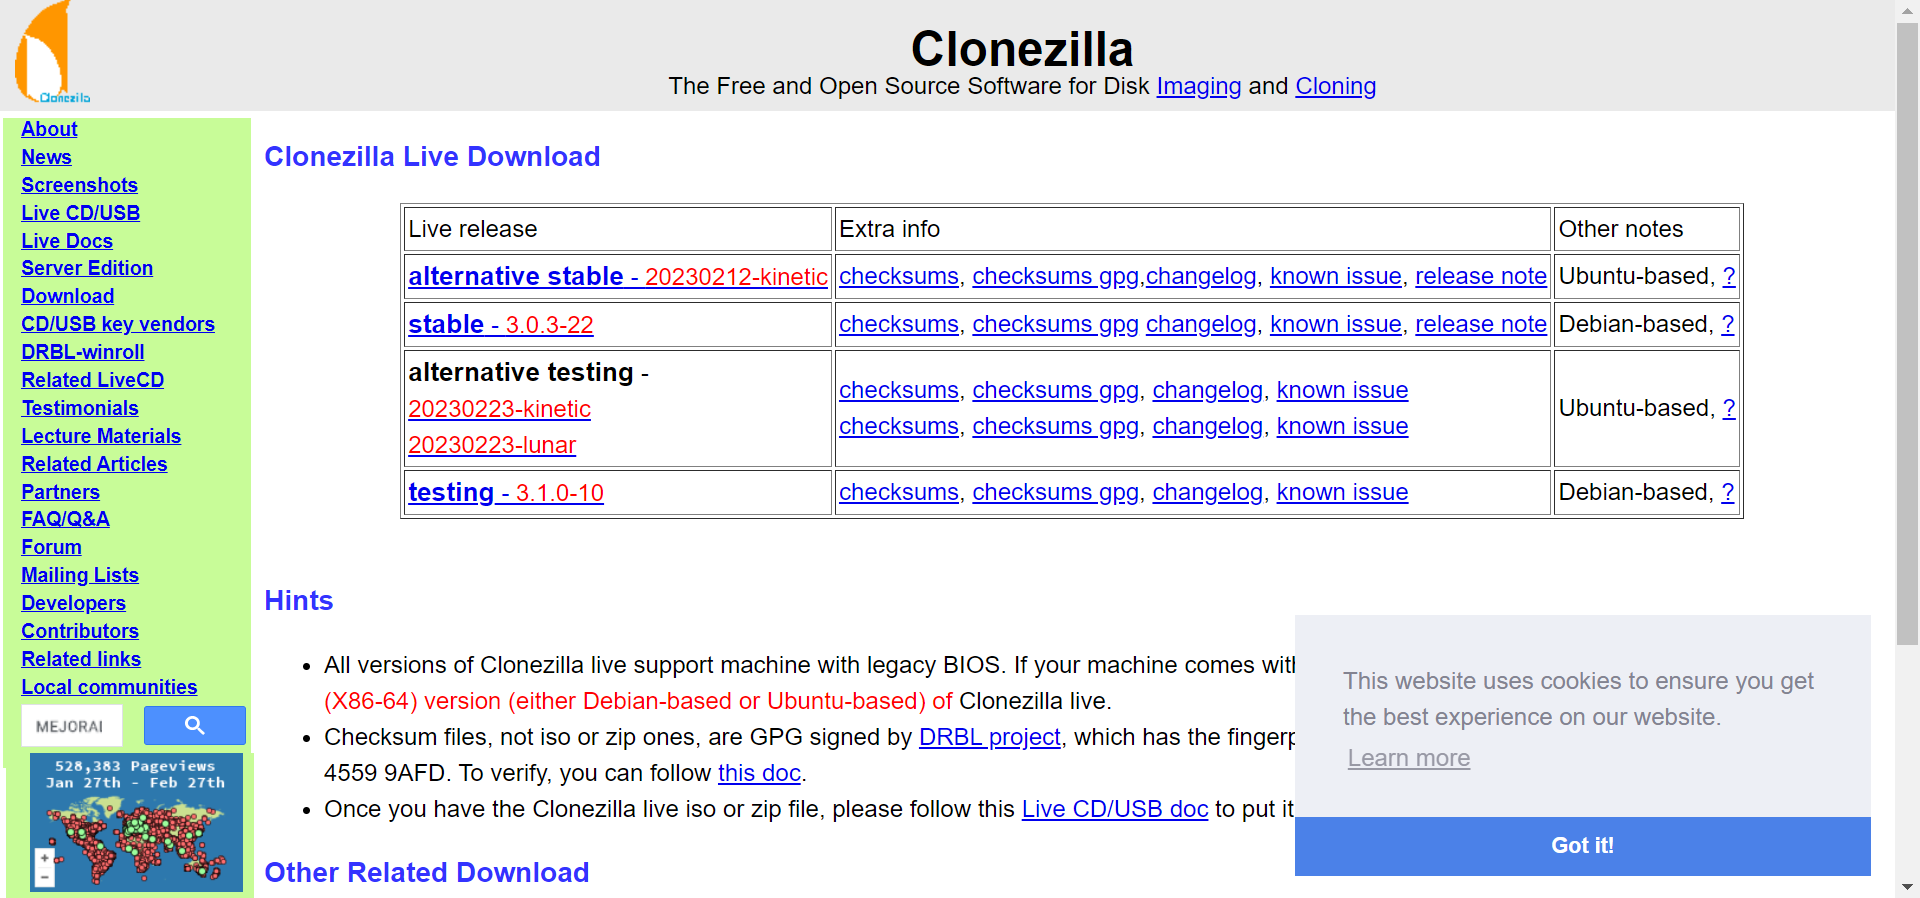 Clonezilla
Clonezilla
The Free and Open Source Software for Disk Imaging and Cloning
About
News
Screenshots
Live CD/USB
Live Docs
Server Edition
Download
CD/USB key vendors
DRBL-winroll
Related LiveCD
Testimonials
Lecture Materials
Related Articles
Partners
FAQ/Q&A
Forum
Mailing Lists
Developers
Contributors
Related links
Local communities
MEJORAI
528,383 Pageviews
Jan 27th - Feb 27th
+
−
Clonezilla Live Download
Live release Extra info Other notes
alternative stable - 20230212-kinetic checksums, checksums gpg,changelog, known issue, release note Ubuntu-based, ?
stable - 3.0.3-22 checksums, checksums gpg changelog, known issue, release note Debian-based, ?
alternative testing -
20230223-kinetic
20230223-lunar
checksums, checksums gpg, changelog, known issue
checksums, checksums gpg, changelog, known issue
Ubuntu-based, ?
testing - 3.1.0-10 checksums, checksums gpg, changelog, known issue Debian-based, ?
Hints
• All versions of Clonezilla live support machine with legacy BIOS. If your machine comes with
(X86-64) version (either Debian-based or Ubuntu-based) of Clonezilla live.
• Checksum files, not iso or zip ones, are GPG signed by DRBL project, which has the fingerp
4559 9AFD. To verify, you can follow this doc.
• Once you have the Clonezilla live iso or zip file, please follow this Live CD/USB doc to put it
Other Related Download
This website uses cookies to ensure you get
the best experience on our website.
Learn more
Got it!